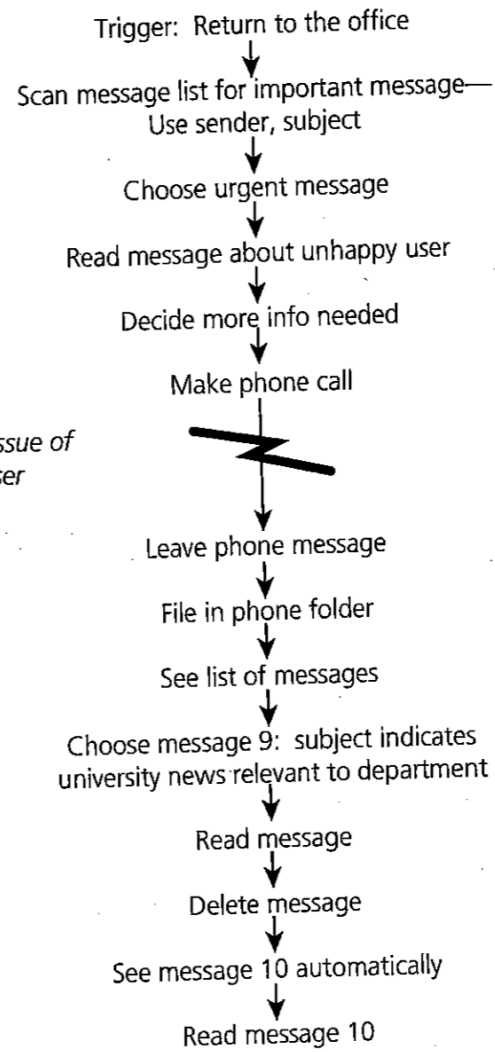 Trigger: Return to the office
Scan message list for important message—
Use sender, subject
Choose urgent message
Read message about unhappy user
Decide more info needed
Make phone call
ssue of
ser
Leave phone message
File in phone folder
See list of messages
Choose message 9: subject indicates
university news relevant to department
Read message
Delete message
See message 10 automatically
Read message 10